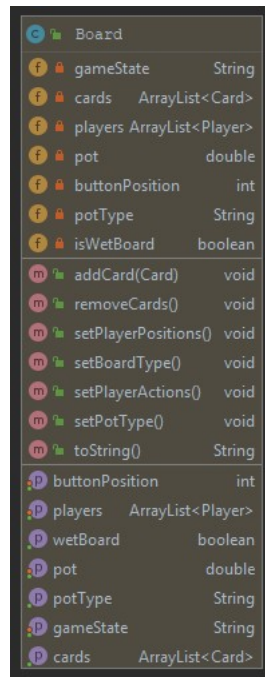 C Board
f gameState String
f cards ArrayList<Card>
f players ArrayList<Player>
f pot double
f buttonPosition int
f potType String
f isWetBoard boolean
m addCard(Card) void
m removeCards() void
m setPlayerPositions() void
m setBoardType() void
m setPlayerActions() void
m setPotType() void
m toString() String
P buttonPosition int
P players ArrayList<Player>
P wetBoard boolean
P pot double
P potType String
P gameState String
P cards ArrayList<Card>